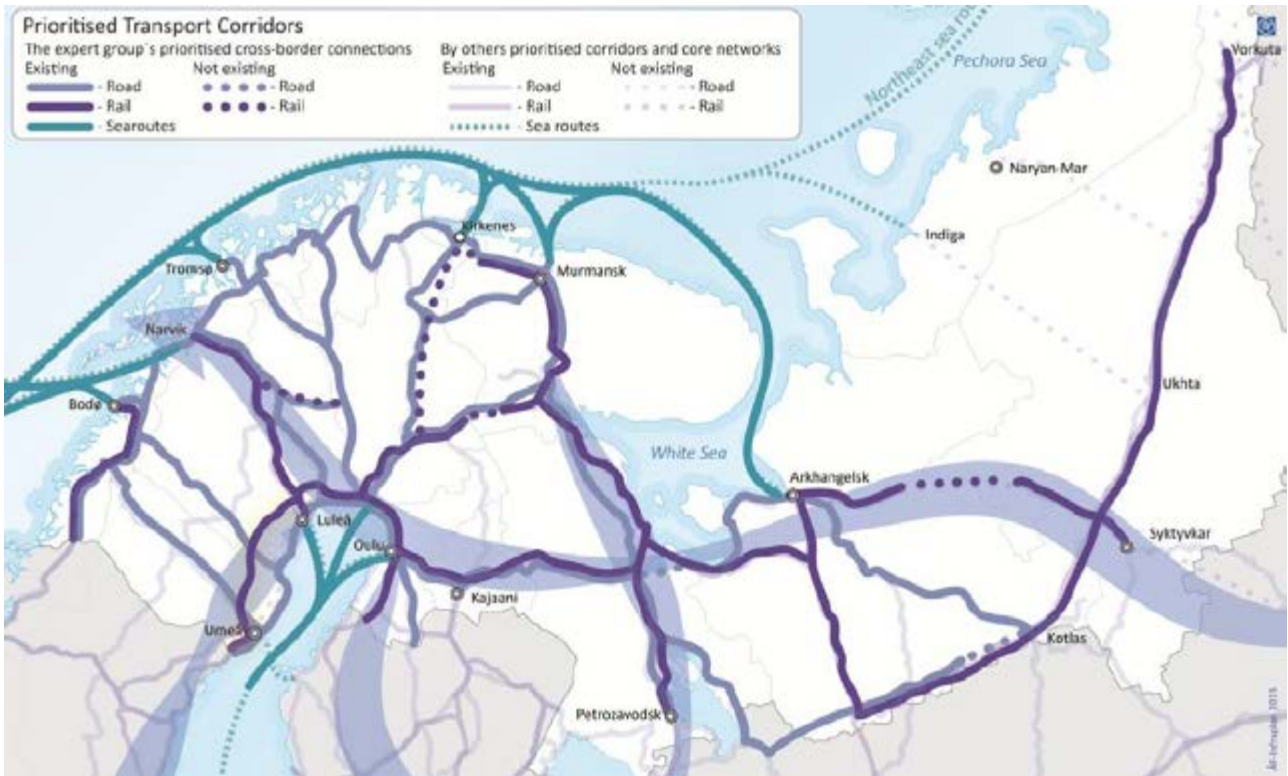 Prioritised Transport Corridors
The expert group's prioritised cross-border connections
Existing
Not existing
- Road
- Road
- Rail
- Rail
- Searoutes
By others prioritised corridors and core networks
Existing
Not existing
- Road
- Road
- Rail
- Rail
- Sea routes
Northeast sea rou
Pechora Sea
Vorkuta
Naryan-Mar
Kirkenes
Indiga
Tromsø
Murmansk
Narvik
Ukhta
Bodø
White Sea
Arkhangelsk
Luleå
Syktyvkar
Oulu
Kajaani
Umeå
Kotlas
Petrozavodsk